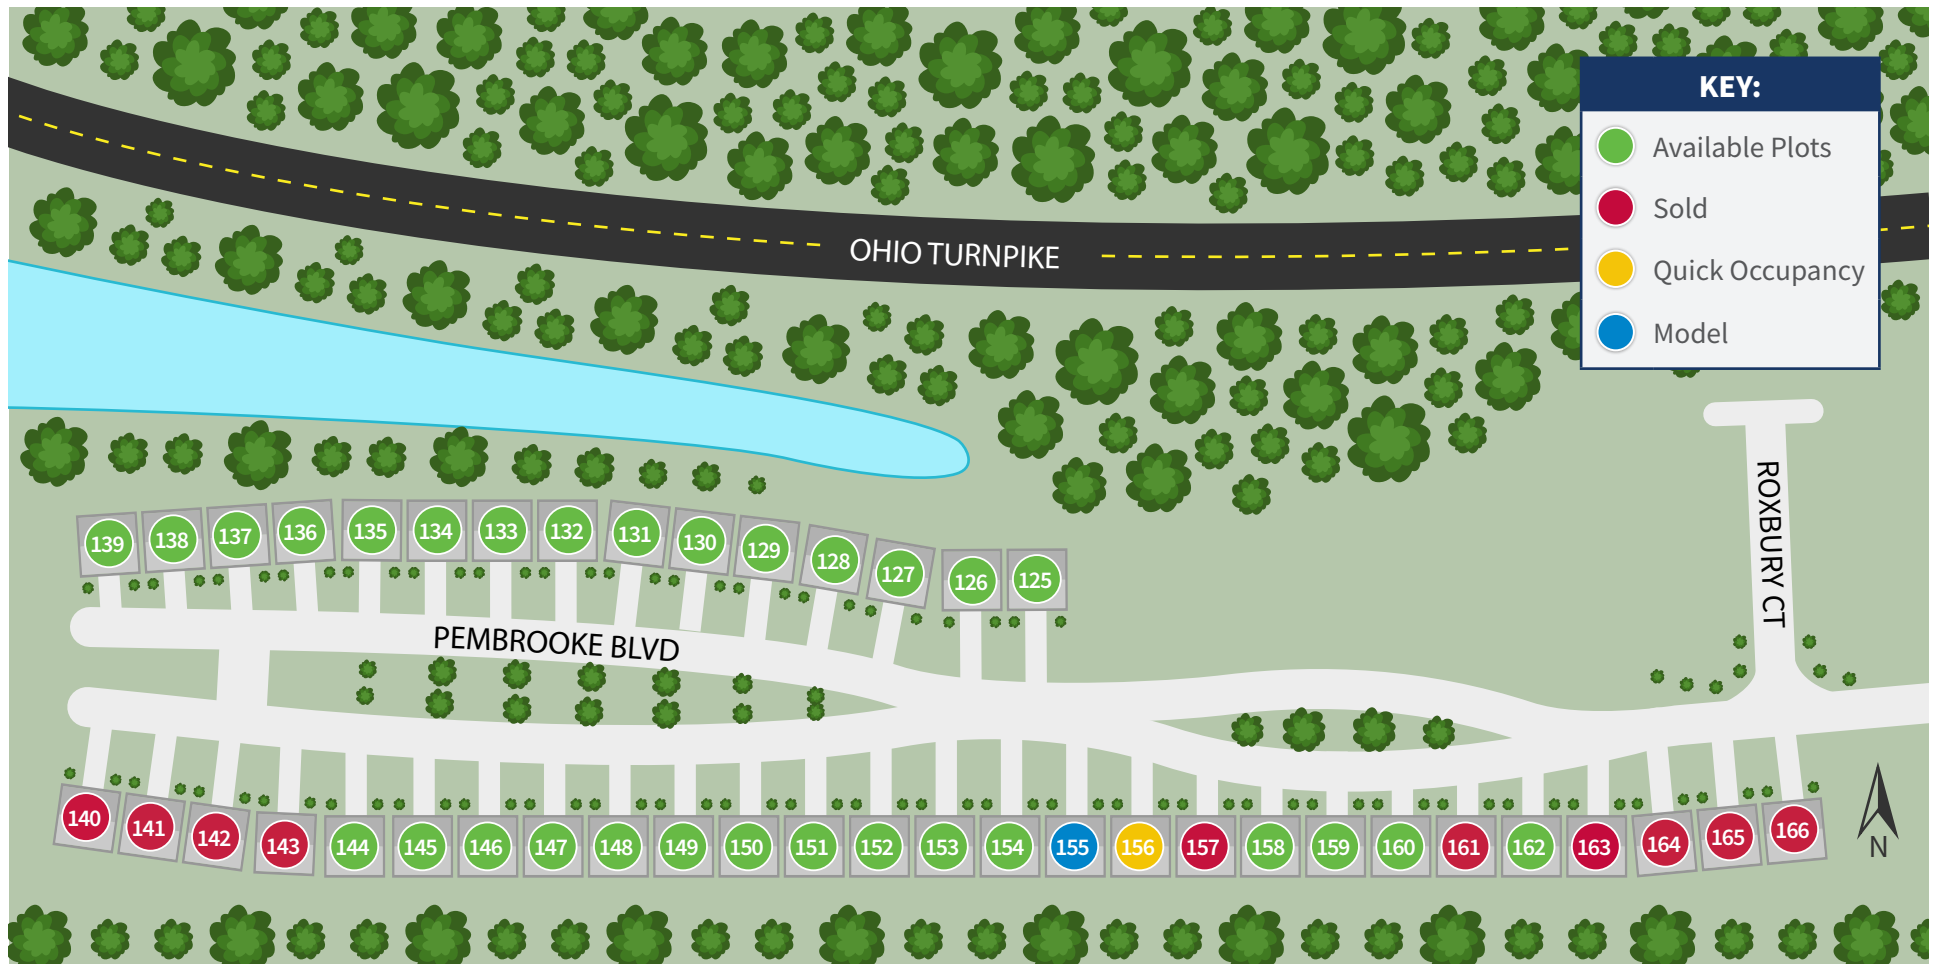 KEY:
Available Plots
Sold
Quick Occupancy
Model
OHIO TURNPIKE
ROXBURY CT
139 138 137 136 135 134 133 132 131 130 129 128 127 126 125
PEMBROOKE BLVD
140 141 142 143 144 145 146 147 148 149 150 151 152 153 154 155 156 157 158 159 160 161 162 163 164 165 166
N